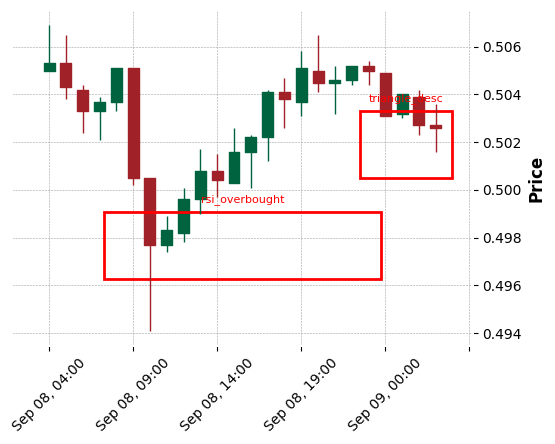 0.506
0.504
triangle_desc
0.502
0.500
rsi_overbought
0.498
0.496
0.494
Price
Sep 08, 04:00
Sep 08, 09:00
Sep 08, 14:00
Sep 08, 19:00
Sep 09, 00:00